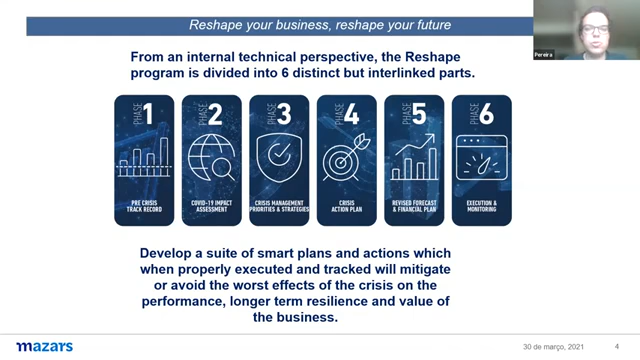 Reshape your business, reshape your future
Pereira
From an internal technical perspective, the Reshape
program is divided into 6 distinct but interlinked parts.
PHASE 1
PHASE 2
PHASE 3
PHASE 4
PHASE 5
PHASE 6
PRE CRISIS
TRACK RECORD
COVID-19 IMPACT
ASSESSMENT
CRISIS MANAGEMENT
PRIORITIES & STRATEGIES
CRISIS
ACTION PLAN
REVISED FORECAST
& FINANCIAL PLAN
EXECUTION &
MONITORING
Develop a suite of smart plans and actions which
when properly executed and tracked will mitigate
or avoid the worst effects of the crisis on the
performance, longer term resilience and value of
the business.
mazars
30 de março, 2021
4